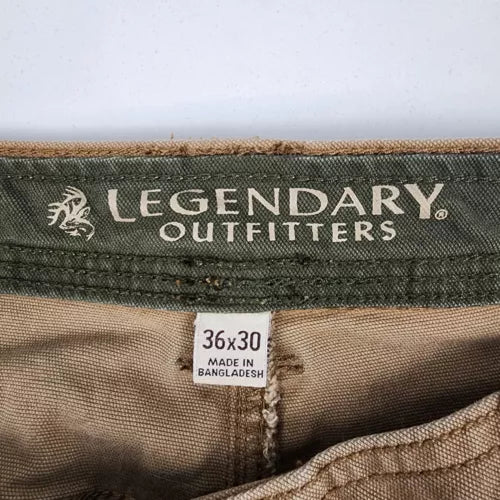 LEGENDARY®
OUTFITTERS
36x30
MADE IN
BANGLADESH